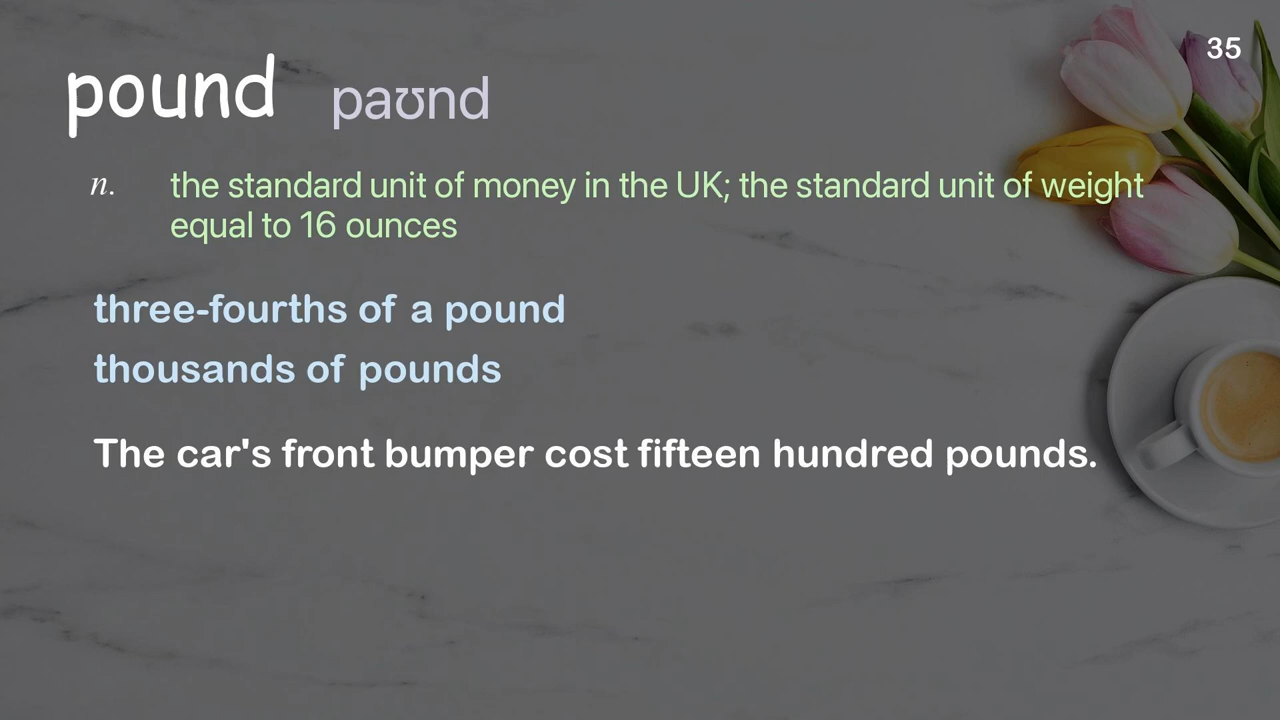 35
pound paʊnd
n. the standard unit of money in the UK; the standard unit of weight
equal to 16 ounces
three-fourths of a pound
thousands of pounds
The car's front bumper cost fifteen hundred pounds.